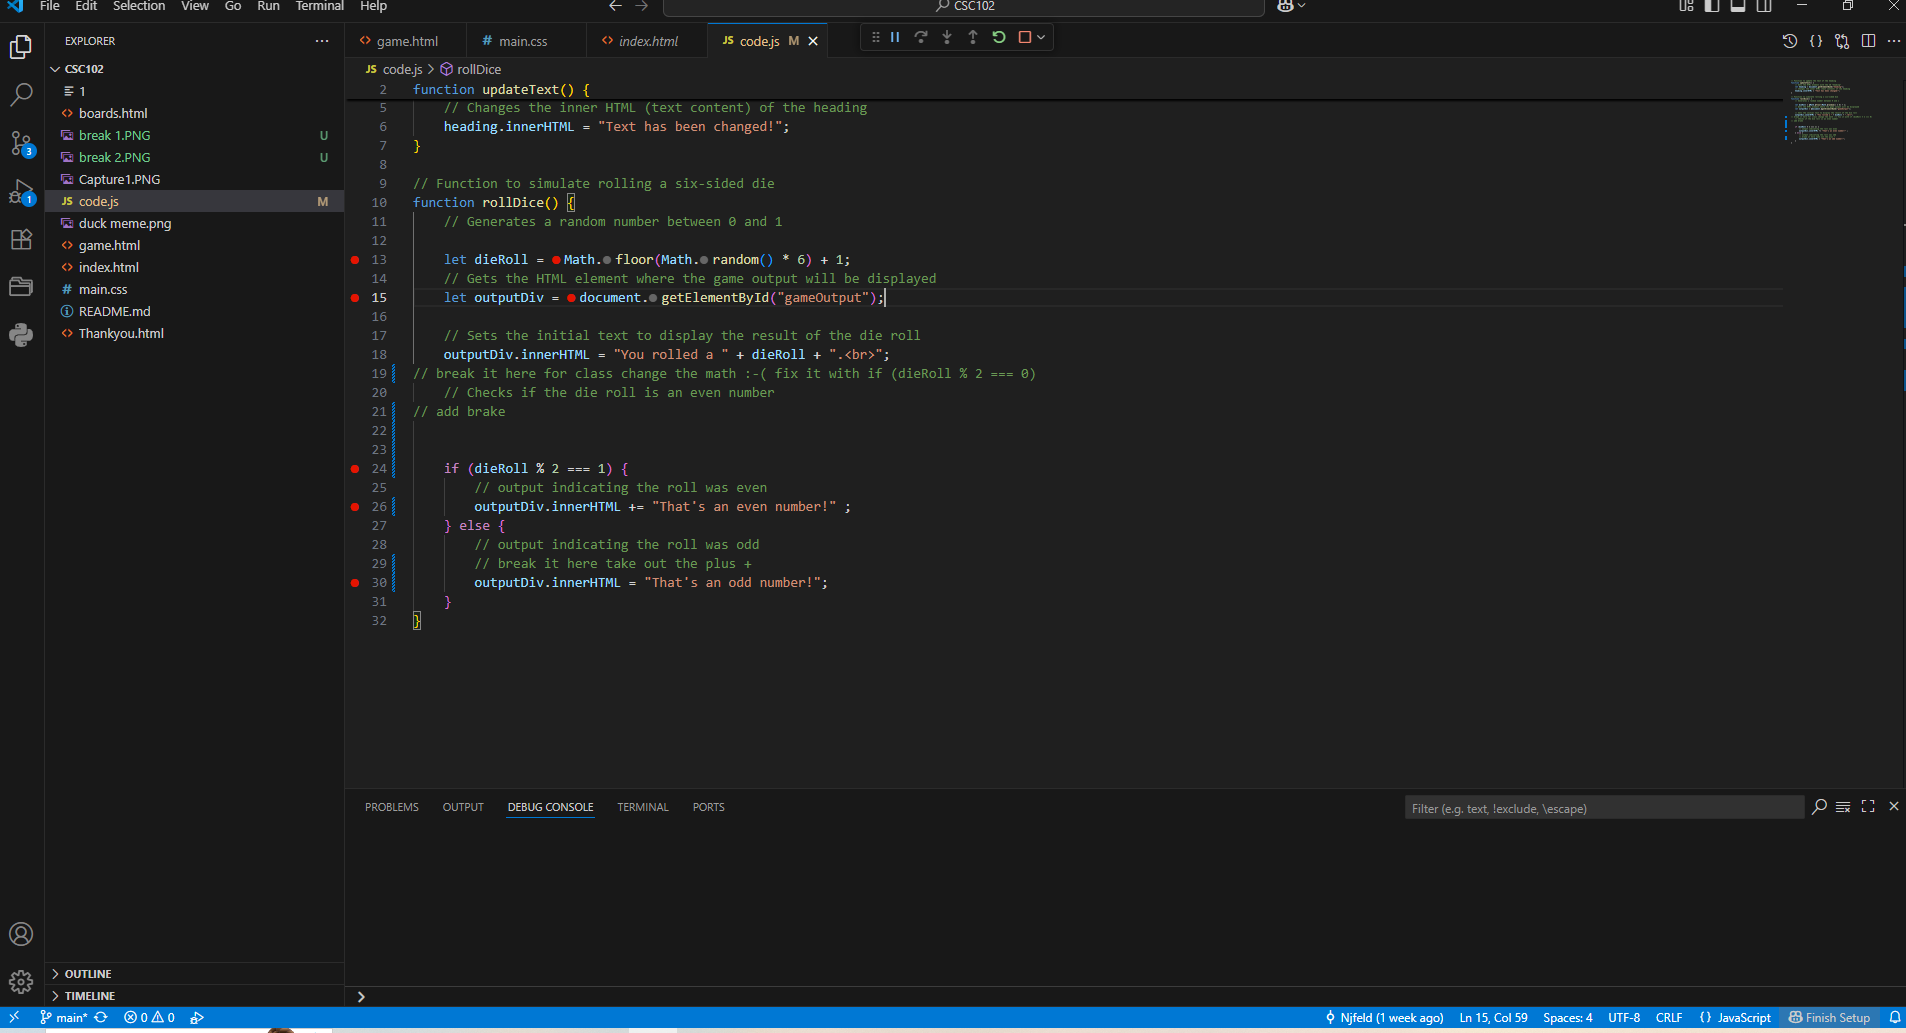 File Edit Selection View Go Run Terminal Help
CSC102
EXPLORER
game.html
main.css
index.html
code.js M
CSC102
1
boards.html
break 1.PNG U
break 2.PNG U
Capture1.PNG
JS code.js M
duck meme.png
game.html
index.html
# main.css
README.md
Thankyou.html
3
1
JS code.js > rollDice
2 function updateText() {
5 // Changes the inner HTML (text content) of the heading
6 heading.innerHTML = "Text has been changed!";
7 }
8
9 // Function to simulate rolling a six-sided die
10 function rollDice() {
11 // Generates a random number between 0 and 1
12
13 let dieRoll = Math.floor(Math.random() * 6) + 1;
14 // Gets the HTML element where the game output will be displayed
15 let outputDiv = document.getElementById("gameOutput");
16
17 // Sets the initial text to display the result of the die roll
18 outputDiv.innerHTML = "You rolled a " + dieRoll + ".<br>";
19 // break it here for class change the math :-( fix it with if (dieRoll % 2 === 0)
20 // Checks if the die roll is an even number
21 // add brake
22
23
24 if (dieRoll % 2 === 1) {
25 // output indicating the roll was even
26 outputDiv.innerHTML += "That's an even number!" ;
27 } else {
28 // output indicating the roll was odd
29 // break it here take out the plus +
30 outputDiv.innerHTML = "That's an odd number!";
31 }
32 }
PROBLEMS OUTPUT DEBUG CONSOLE TERMINAL PORTS
Filter (e.g. text, !exclude, \escape)
OUTLINE
TIMELINE
>
main* 0 0
Njfeld (1 week ago) Ln 15, Col 59 Spaces: 4 UTF-8 CRLF {} JavaScript Finish Setup